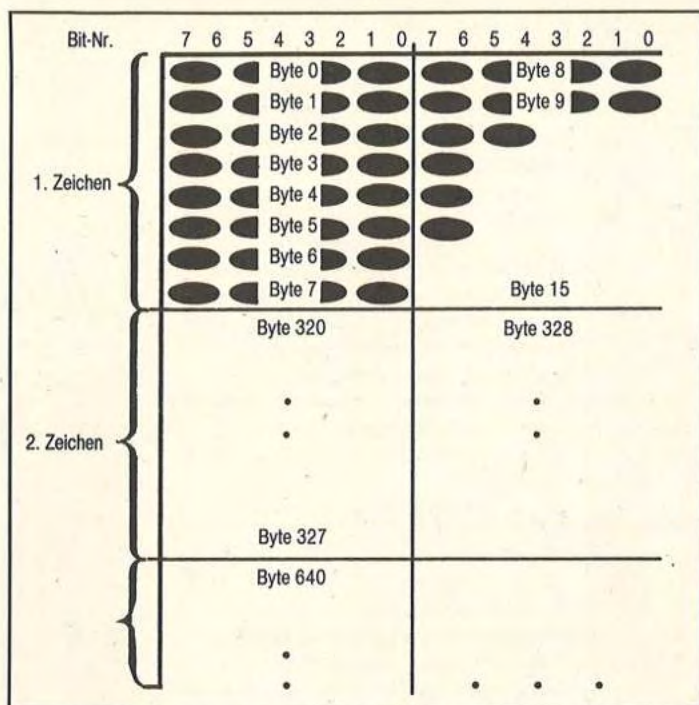 Bit-Nr. 7 6 5 4 3 2 1 0 7 6 5 4 3 2 1 0
Byte 0 Byte 8
Byte 1 Byte 9
Byte 2
Byte 3
1. Zeichen
Byte 4
Byte 5
Byte 6
Byte 7 Byte 15
Byte 320 Byte 328
2. Zeichen
Byte 327
Byte 640